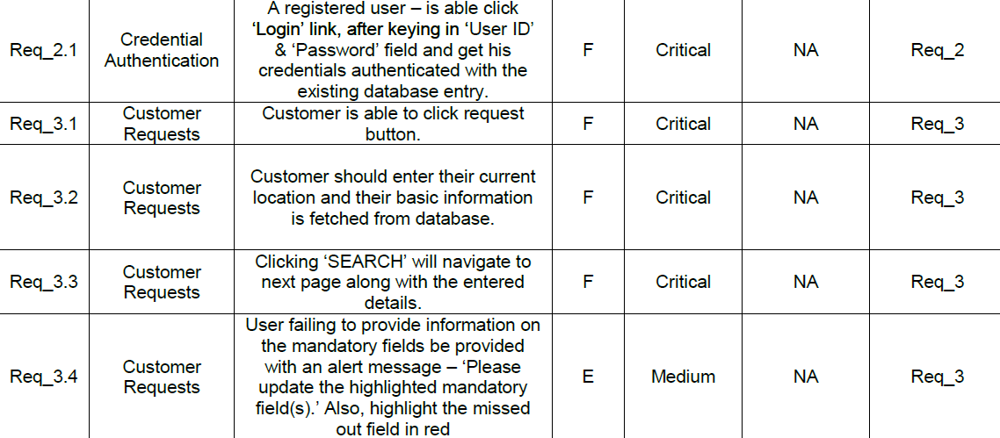 Req_2.1
Credential
Authentication
A registered user – is able click
‘Login’ link, after keying in ‘User ID’
& ‘Password’ field and get his
credentials authenticated with the
existing database entry.
F
Critical
NA
Req_2
Req_3.1
Customer
Requests
Customer is able to click request
button.
F
Critical
NA
Req_3
Req_3.2
Customer
Requests
Customer should enter their current
location and their basic information
is fetched from database.
F
Critical
NA
Req_3
Req_3.3
Customer
Requests
Clicking ‘SEARCH’ will navigate to
next page along with the entered
details.
F
Critical
NA
Req_3
Req_3.4
Customer
Requests
User failing to provide information on
the mandatory fields be provided
with an alert message – ‘Please
update the highlighted mandatory
field(s).’ Also, highlight the missed
out field in red
E
Medium
NA
Req_3